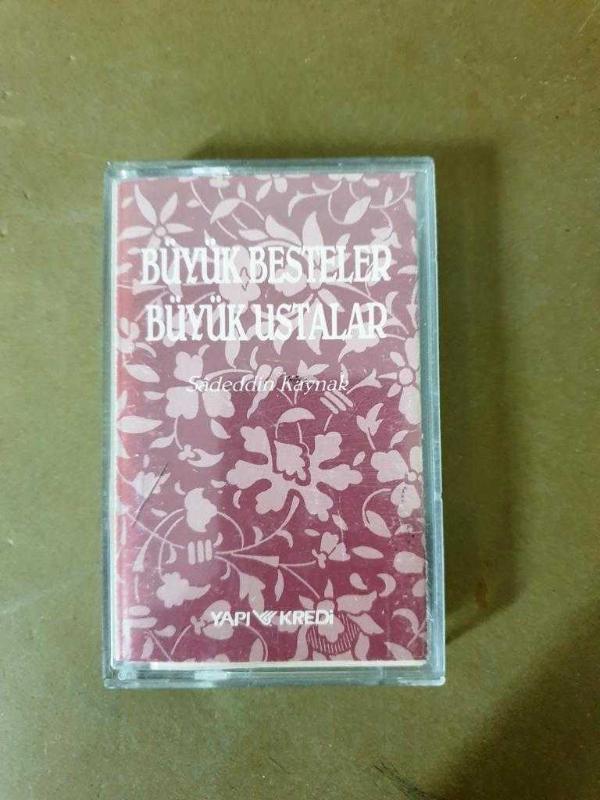 BÜYÜK BESTELER
BÜYÜK USTALAR
Sadeddin Kaynak
YAPI KREDİ